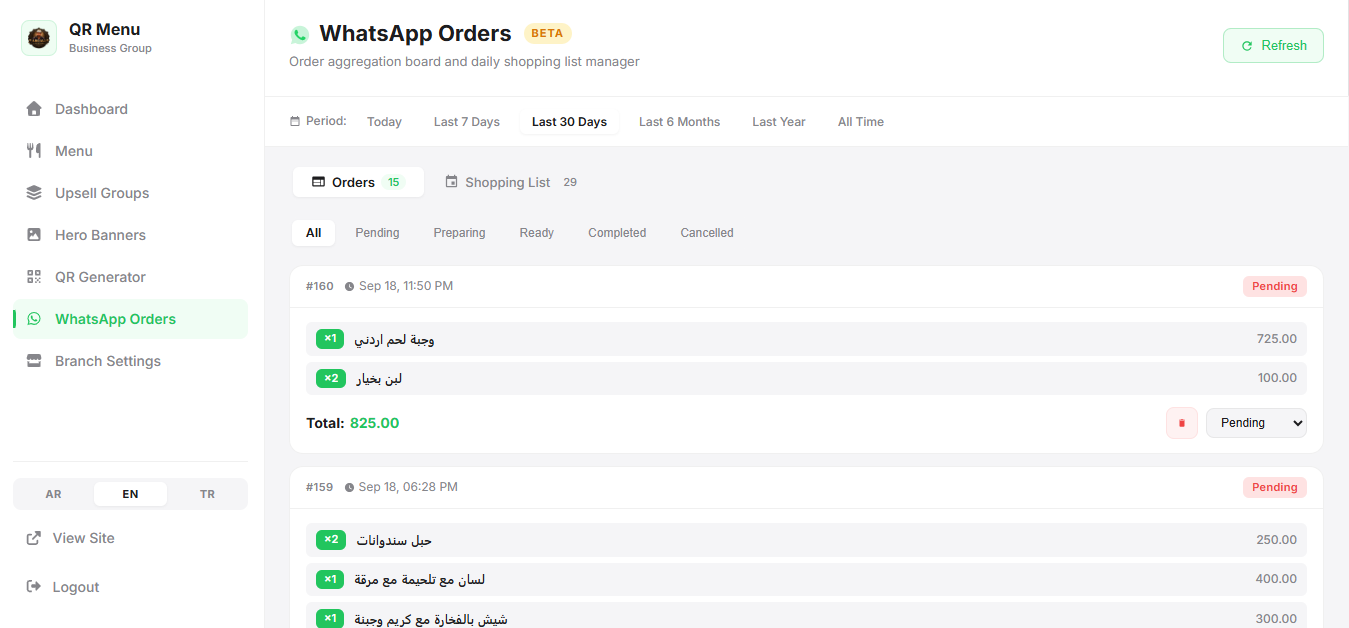 QR Menu
Business Group
Dashboard
Menu
Upsell Groups
Hero Banners
QR Generator
WhatsApp Orders
Branch Settings
AR EN TR
View Site
Logout
WhatsApp Orders BETA
Order aggregation board and daily shopping list manager
Refresh
Period: Today Last 7 Days Last 30 Days Last 6 Months Last Year All Time
Orders 15 Shopping List 29
All Pending Preparing Ready Completed Cancelled
#160 Sep 18, 11:50 PM Pending
×1 وجبة لحم اردني 725.00
×2 لبن بخيار 100.00
Total: 825.00 Pending
#159 Sep 18, 06:28 PM Pending
×2 حبل سندوانات 250.00
×1 لسان مع تلحيمة مع مرقة 400.00
×1 شيش بالفخارة مع كريم وجبنة 300.00